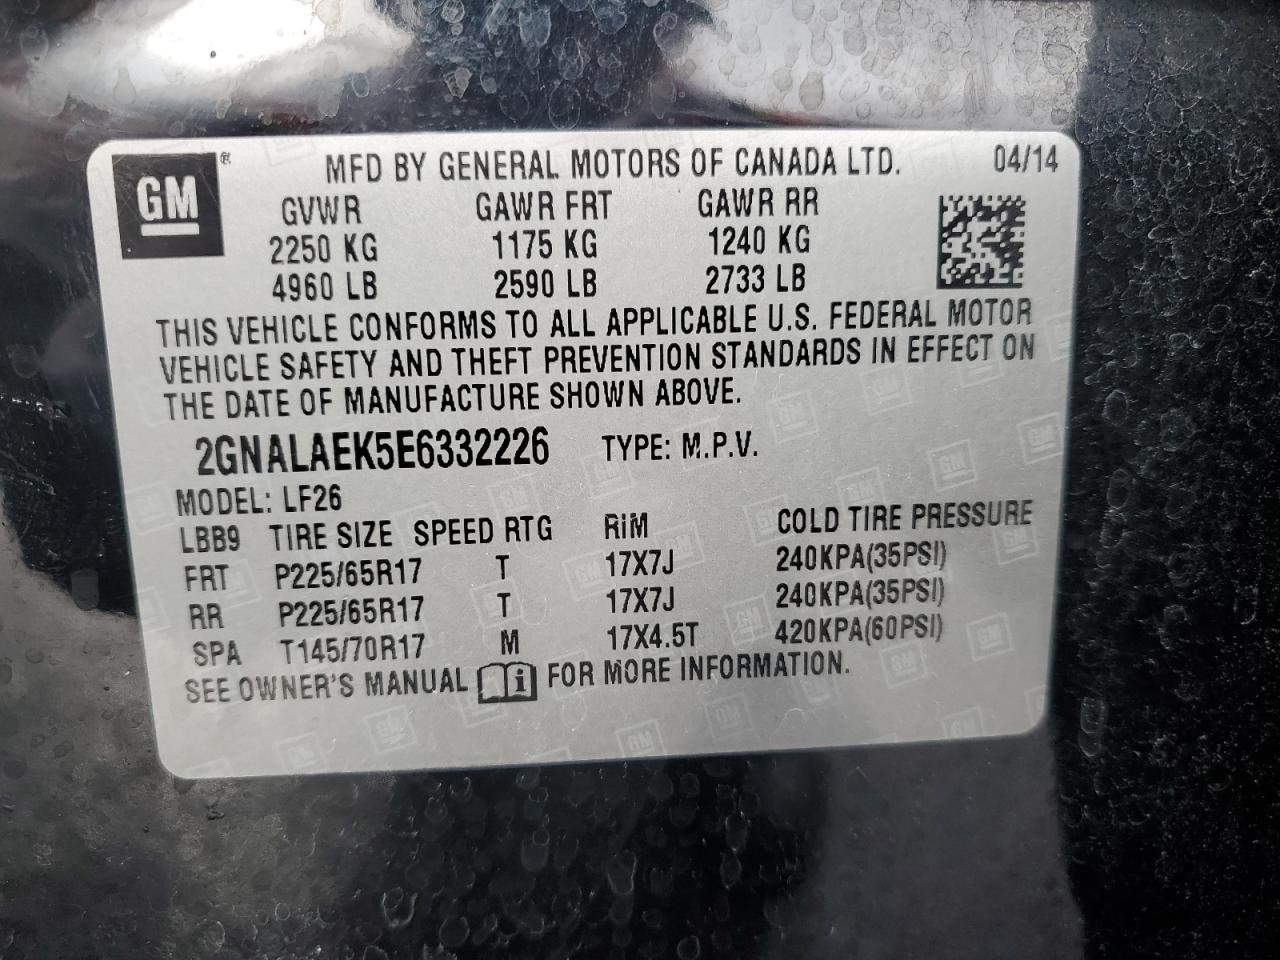 GM ® MFD BY GENERAL MOTORS OF CANADA LTD. 04/14
GVWR GAWR FRT GAWR RR
2250 KG 1175 KG 1240 KG
4960 LB 2590 LB 2733 LB
THIS VEHICLE CONFORMS TO ALL APPLICABLE U.S. FEDERAL MOTOR
VEHICLE SAFETY AND THEFT PREVENTION STANDARDS IN EFFECT ON
THE DATE OF MANUFACTURE SHOWN ABOVE.
2GNALAEK5E6332226 TYPE: M.P.V.
MODEL: LF26
LBB9 TIRE SIZE SPEED RTG RIM COLD TIRE PRESSURE
FRT P225/65R17 T 17X7J 240KPA(35PSI)
RR P225/65R17 T 17X7J 240KPA(35PSI)
SPA T145/70R17 M 17X4.5T 420KPA(60PSI)
SEE OWNER'S MANUAL i FOR MORE INFORMATION.